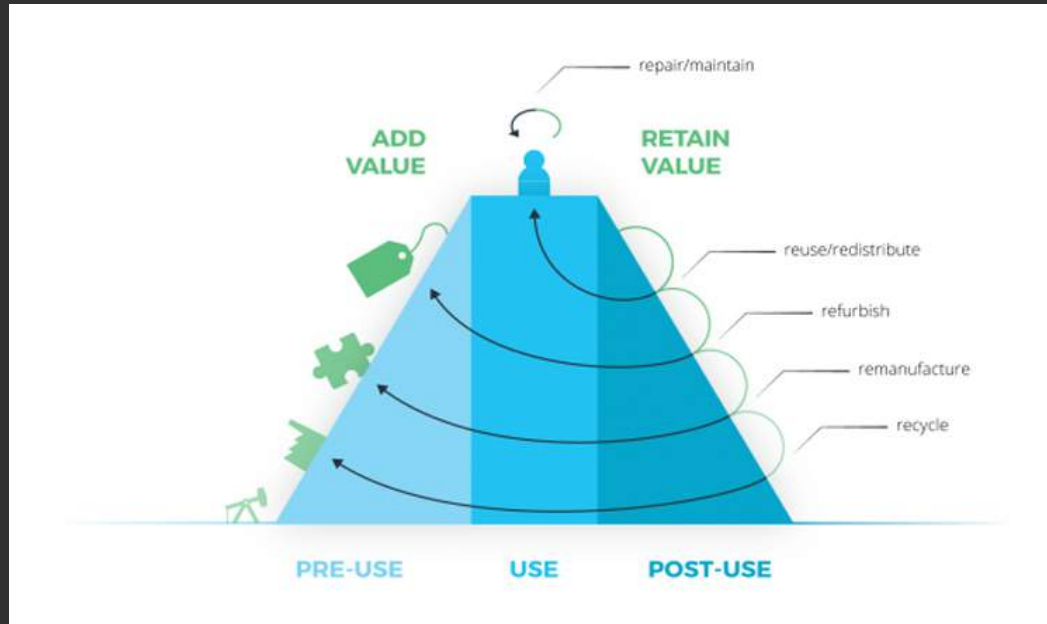 repair/maintain
ADD
VALUE
RETAIN
VALUE
reuse/redistribute
refurbish
remanufacture
recycle
PRE-USE
USE
POST-USE